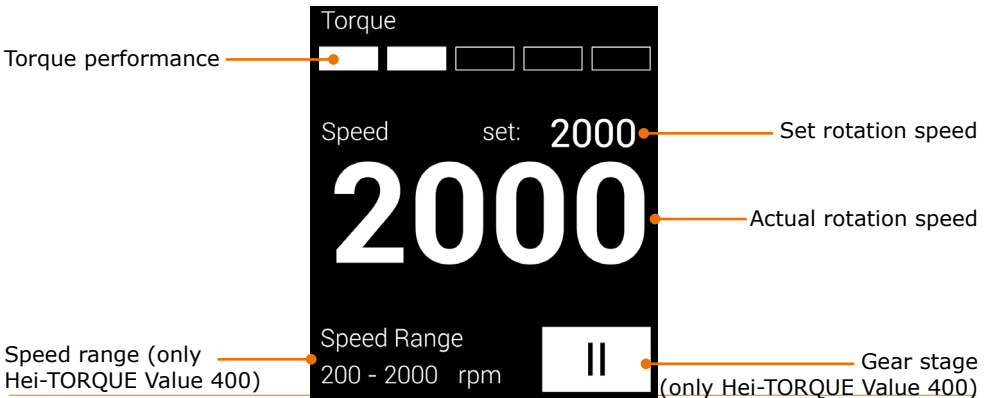 Torque
Torque performance
Speed set: 2000
Set rotation speed
2000
Actual rotation speed
Speed Range
200 - 2000 rpm
II
Speed range (only
Hei-TORQUE Value 400)
Gear stage
(only Hei-TORQUE Value 400)